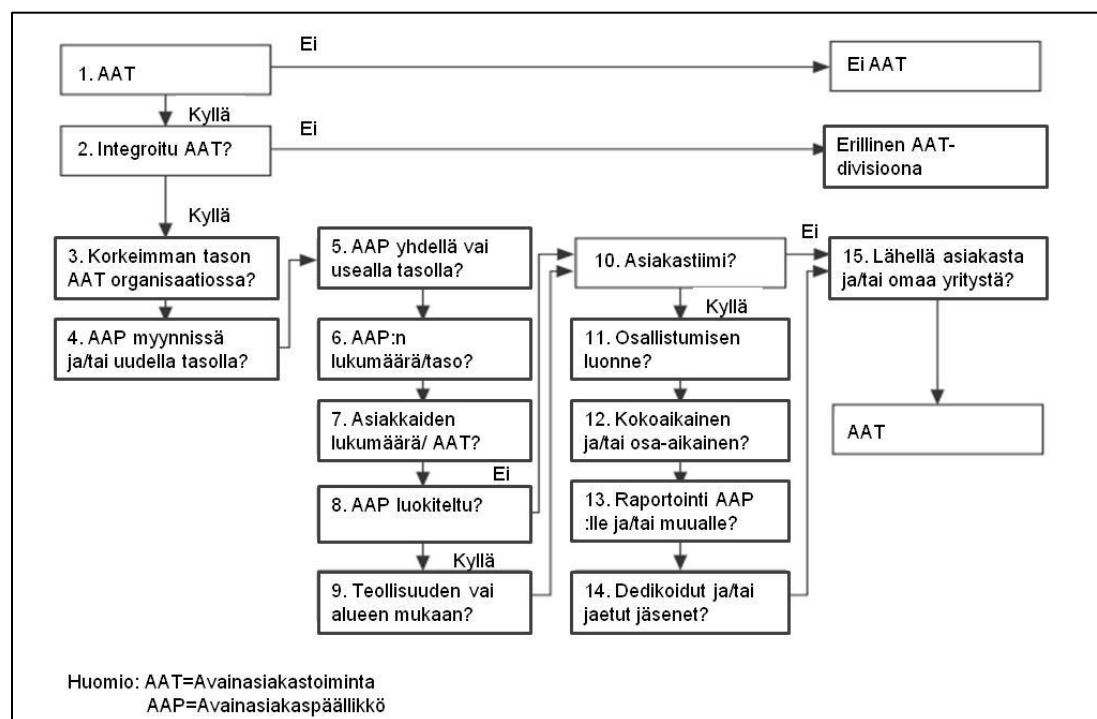 Ei
1. AAT
Ei AAT
Kyllä
Ei
2. Integroitu AAT?
Erillinen AAT-
divisioona
Kyllä
3. Korkeimman tason
AAT organisaatiossa?
4. AAP myynnissä
ja/tai uudella tasolla?
5. AAP yhdellä vai
usealla tasolla?
6. AAP:n
lukumäärä/taso?
7. Asiakkaiden
lukumäärä/ AAT?
Ei
8. AAP luokiteltu?
Kyllä
9. Teollisuuden vai
alueen mukaan?
10. Asiakastiimi?
Ei
Kyllä
11. Osallistumisen
luonne?
12. Kokoaikainen
ja/tai osa-aikainen?
13. Raportointi AAP
:lle ja/tai muualle?
14. Dedikoidut ja/tai
jaetut jäsenet?
15. Lähellä asiakasta
ja/tai omaa yritystä?
AAT
Huomio: AAT=Avainasiakastoiminta
AAP=Avainasiakaspäällikkö